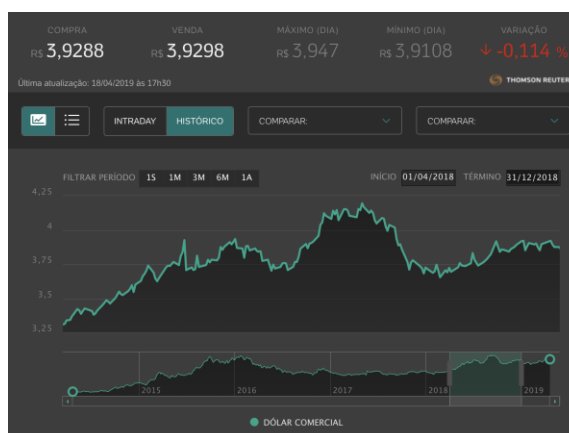 COMPRA VENDA MÁXIMO (DIA) MÍNIMO (DIA) VARIAÇÃO
R$ 3,9288 R$ 3,9298 R$ 3,947 R$ 3,9108 -0,114 %
Última atualização: 18/04/2019 às 17h30 THOMSON REUTER
INTRADAY HISTÓRICO COMPARAR: COMPARAR:
FILTRAR PERÍODO 1S 1M 3M 6M 1A INÍCIO 01/04/2018 TÉRMINO 31/12/2018
4,25
4
3,75
3,5
3,25
2015 2016 2017 2018 2019
DÓLAR COMERCIAL